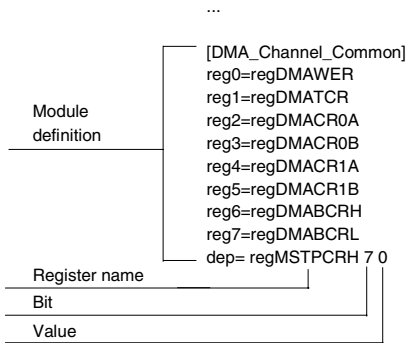 ...
[DMA_Channel_Common]
reg0=regDMAWER
reg1=regDMATCR
reg2=regDMACR0A
reg3=regDMACR0B
reg4=regDMACR1A
reg5=regDMACR1B
reg6=regDMABCRH
reg7=regDMABCRL
dep= regMSTPCRH 7 0
Module
definition
Register name
Bit
Value